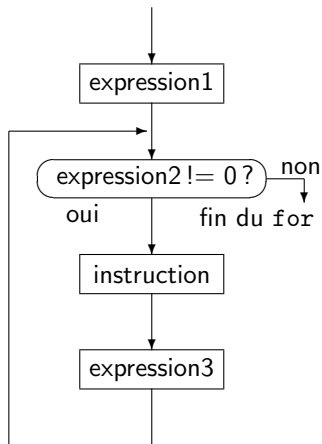 expression1
expression2 != 0 ?
non
oui
fin du for
instruction
expression3